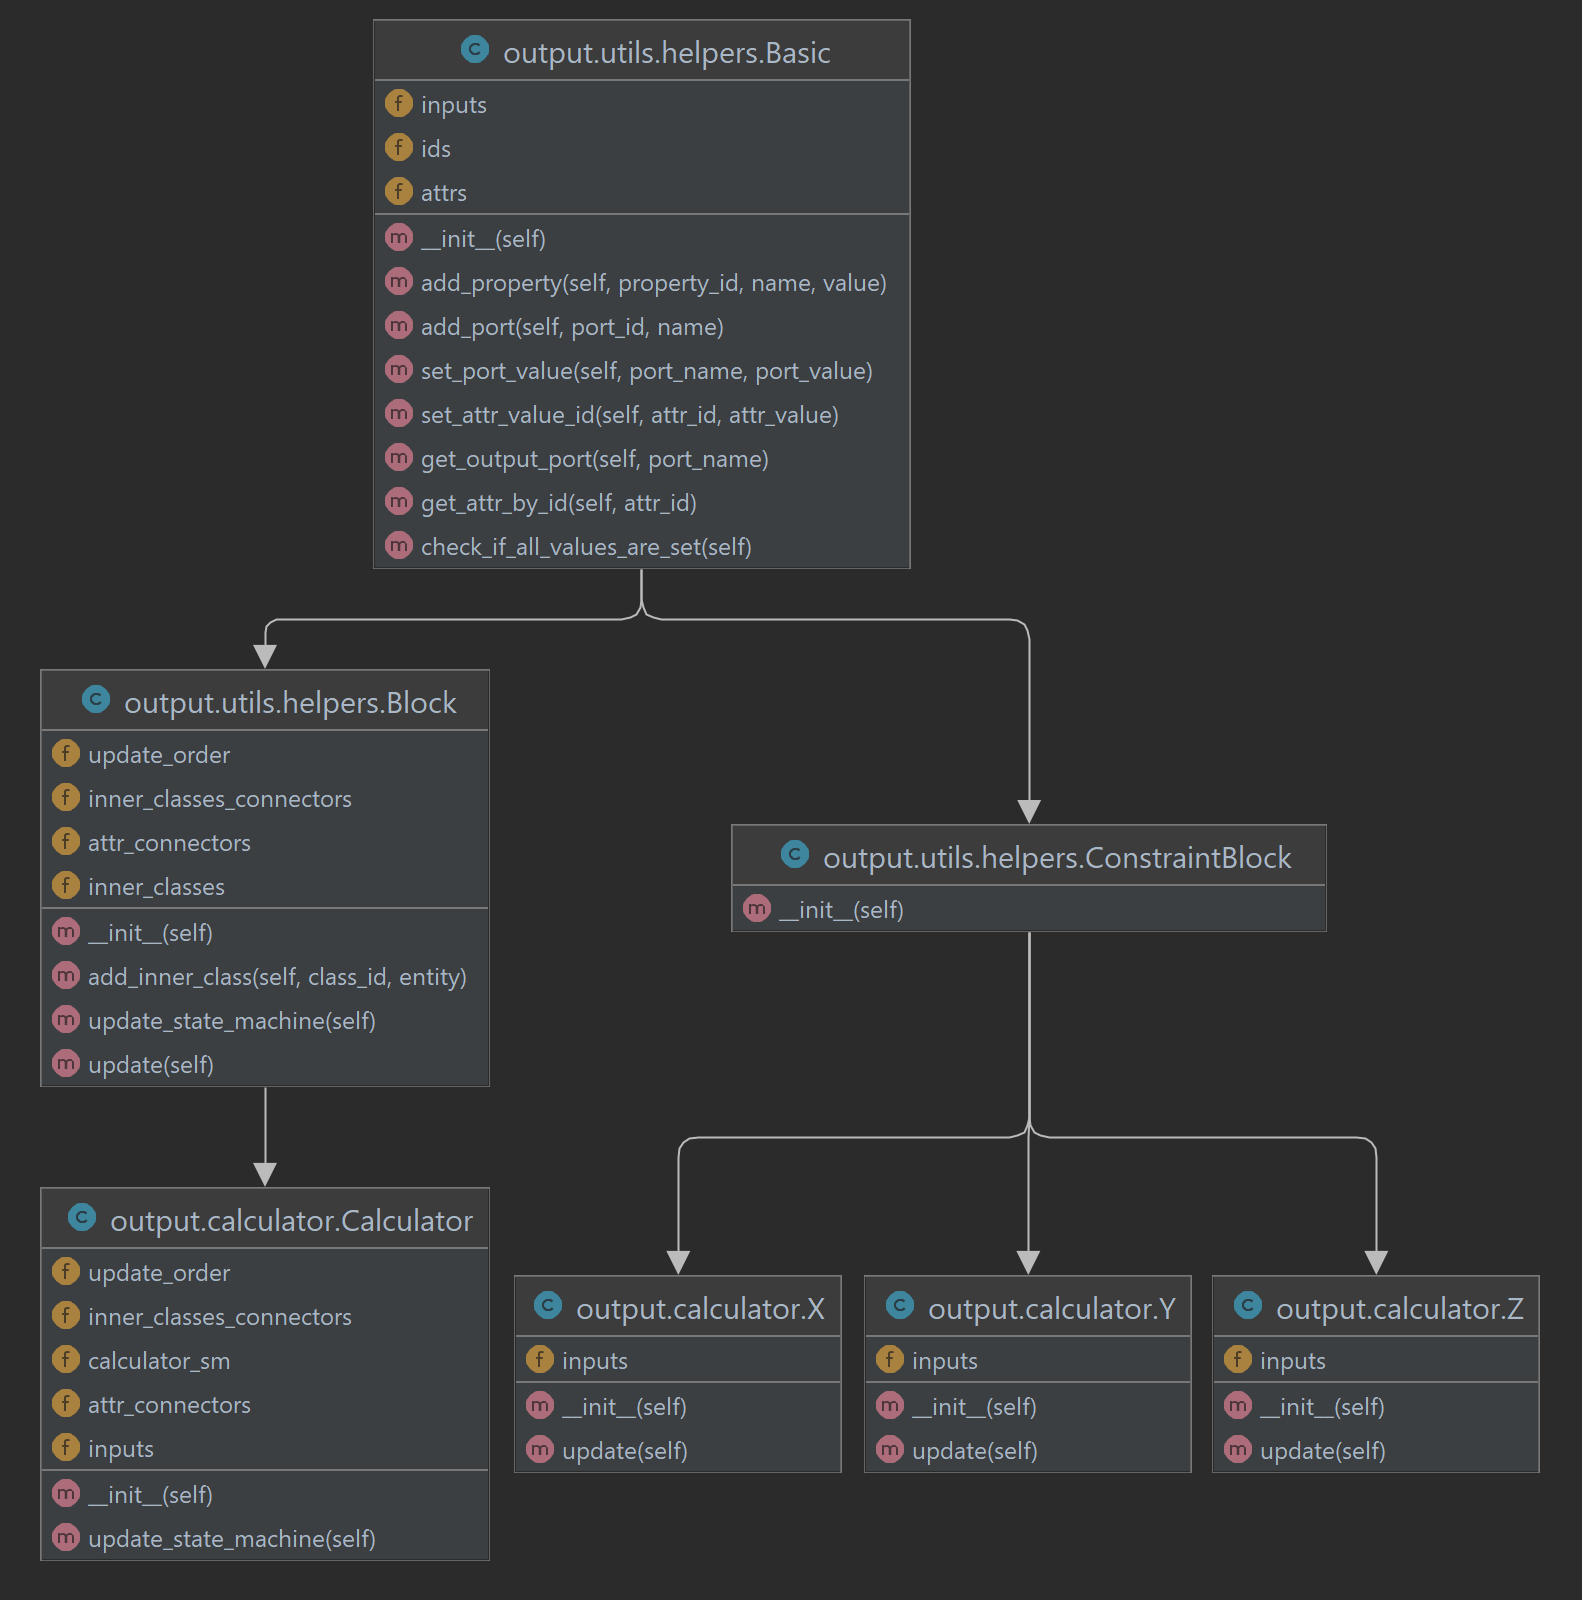 C output.utils.helpers.Basic
f inputs
f ids
f attrs
m __init__(self)
m add_property(self, property_id, name, value)
m add_port(self, port_id, name)
m set_port_value(self, port_name, port_value)
m set_attr_value_id(self, attr_id, attr_value)
m get_output_port(self, port_name)
m get_attr_by_id(self, attr_id)
m check_if_all_values_are_set(self)
C output.utils.helpers.Block
f update_order
f inner_classes_connectors
f attr_connectors
f inner_classes
m __init__(self)
m add_inner_class(self, class_id, entity)
m update_state_machine(self)
m update(self)
C output.utils.helpers.ConstraintBlock
m __init__(self)
C output.calculator.Calculator
f update_order
f inner_classes_connectors
f calculator_sm
f attr_connectors
f inputs
m __init__(self)
m update_state_machine(self)
C output.calculator.X
f inputs
m __init__(self)
m update(self)
C output.calculator.Y
f inputs
m __init__(self)
m update(self)
C output.calculator.Z
f inputs
m __init__(self)
m update(self)